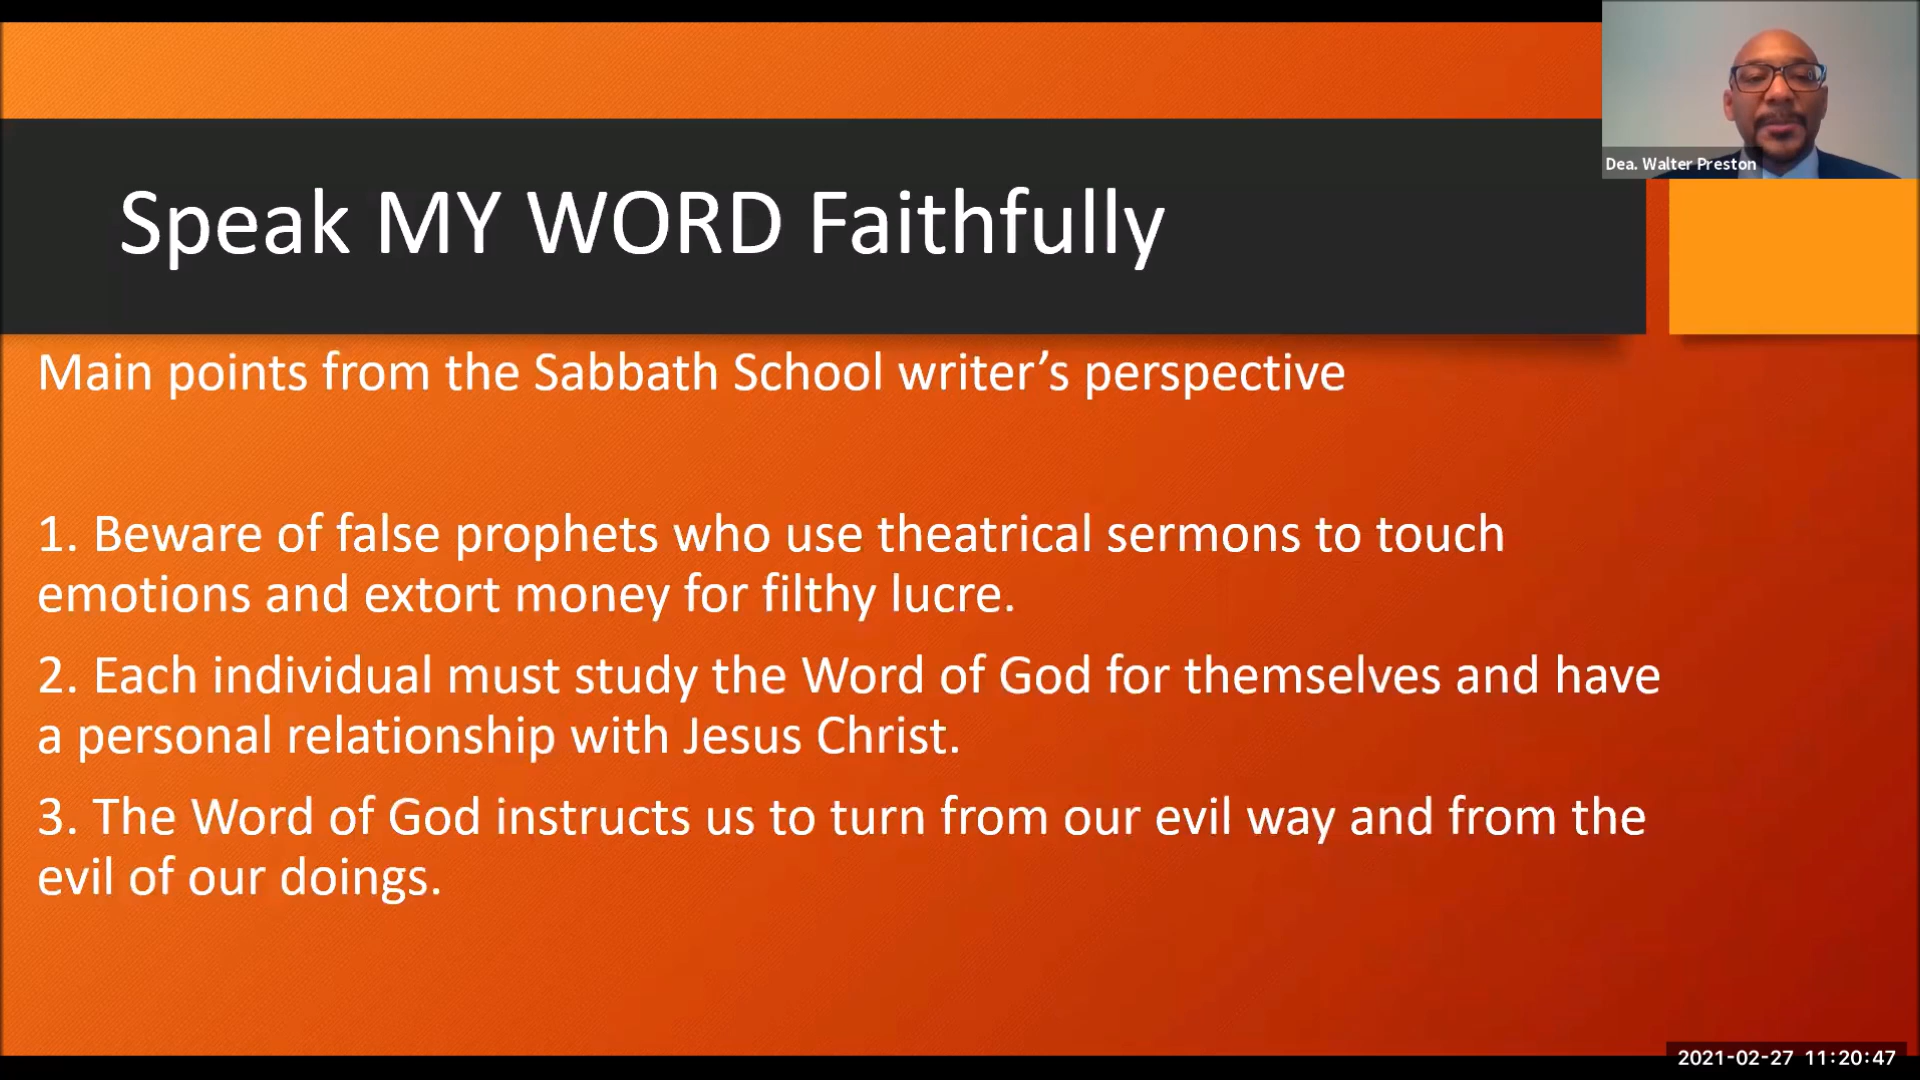 Dea. Walter Preston
Speak MY WORD Faithfully
Main points from the Sabbath School writer’s perspective
1. Beware of false prophets who use theatrical sermons to touch
emotions and extort money for filthy lucre.
2. Each individual must study the Word of God for themselves and have
a personal relationship with Jesus Christ.
3. The Word of God instructs us to turn from our evil way and from the
evil of our doings.
2021-02-27 11:20:47